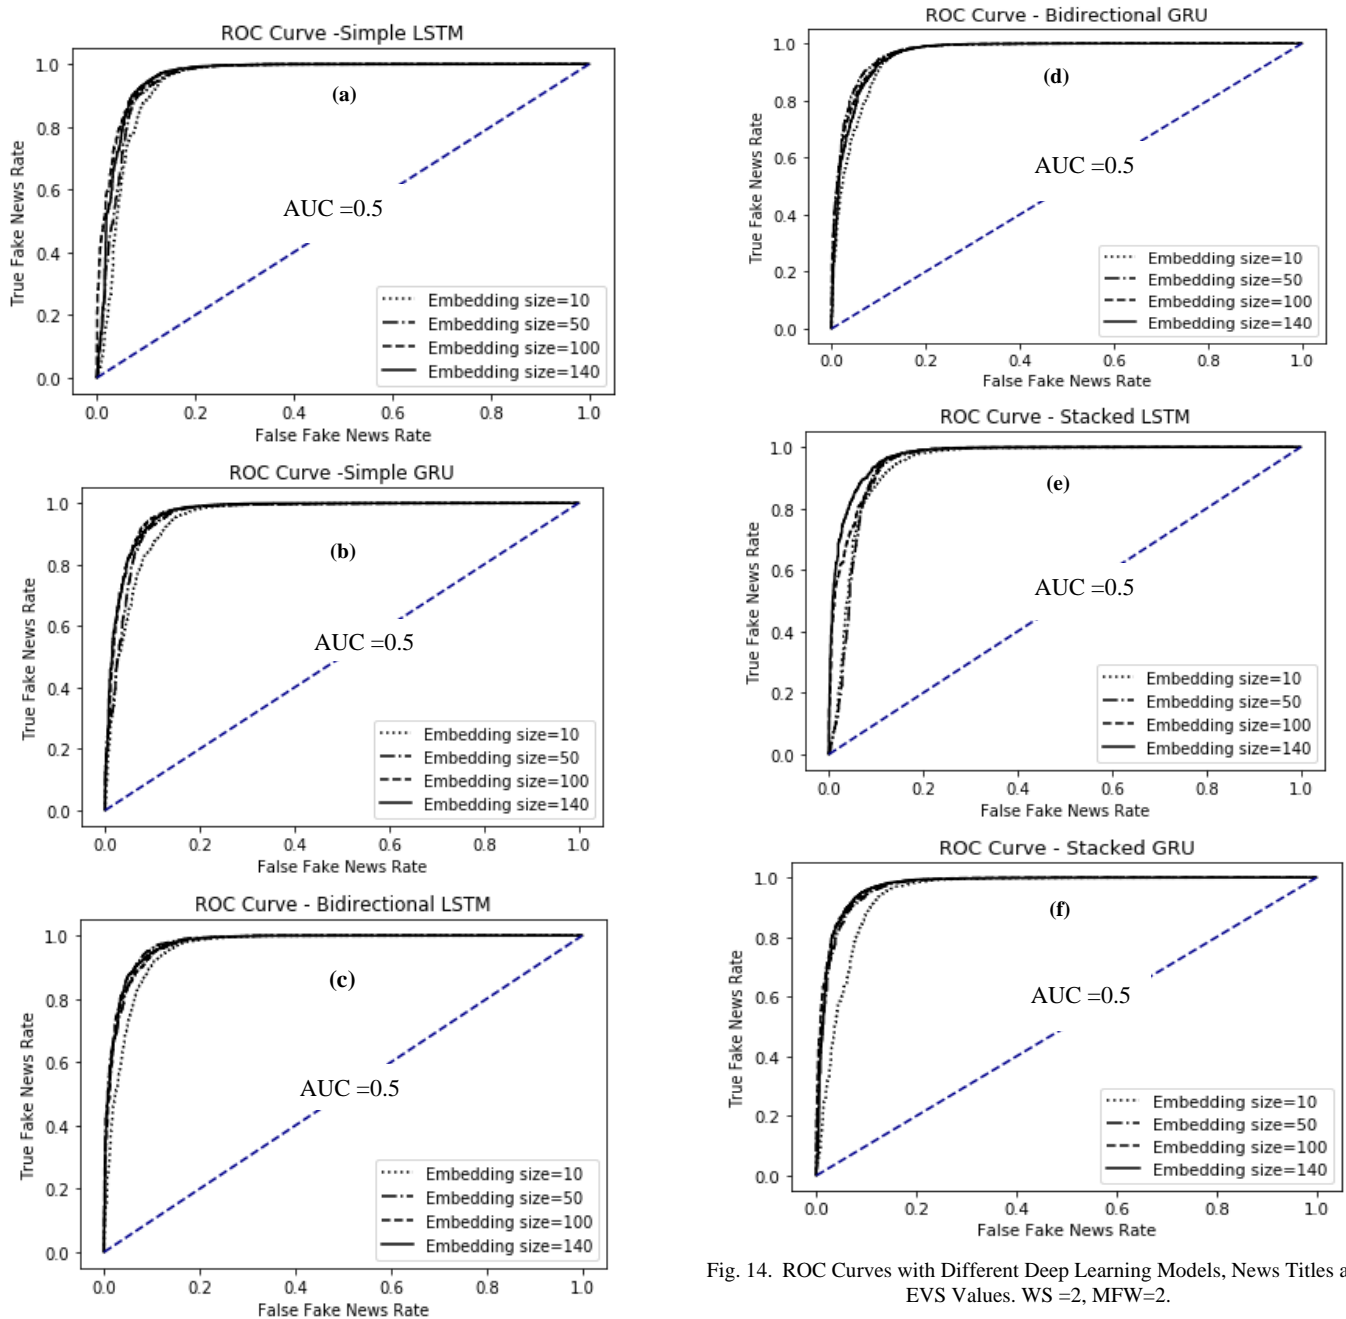 ROC Curve -Simple LSTM
True Fake News Rate
1.0
0.8
0.6
0.4
0.2
0.0
(a)
AUC =0.5
Embedding size=10
Embedding size=50
Embedding size=100
Embedding size=140
0.0 0.2 0.4 0.6 0.8 1.0
False Fake News Rate
ROC Curve -Simple GRU
True Fake News Rate
1.0
0.8
0.6
0.4
0.2
0.0
(b)
AUC =0.5
Embedding size=10
Embedding size=50
Embedding size=100
Embedding size=140
0.0 0.2 0.4 0.6 0.8 1.0
False Fake News Rate
ROC Curve - Bidirectional LSTM
True Fake News Rate
1.0
0.8
0.6
0.4
0.2
0.0
(c)
AUC =0.5
Embedding size=10
Embedding size=50
Embedding size=100
Embedding size=140
0.0 0.2 0.4 0.6 0.8 1.0
False Fake News Rate
ROC Curve - Bidirectional GRU
True Fake News Rate
1.0
0.8
0.6
0.4
0.2
0.0
(d)
AUC =0.5
Embedding size=10
Embedding size=50
Embedding size=100
Embedding size=140
0.0 0.2 0.4 0.6 0.8 1.0
False Fake News Rate
ROC Curve - Stacked LSTM
True Fake News Rate
1.0
0.8
0.6
0.4
0.2
0.0
(e)
AUC =0.5
Embedding size=10
Embedding size=50
Embedding size=100
Embedding size=140
0.0 0.2 0.4 0.6 0.8 1.0
False Fake News Rate
ROC Curve - Stacked GRU
True Fake News Rate
1.0
0.8
0.6
0.4
0.2
0.0
(f)
AUC =0.5
Embedding size=10
Embedding size=50
Embedding size=100
Embedding size=140
0.0 0.2 0.4 0.6 0.8 1.0
False Fake News Rate
Fig. 14. ROC Curves with Different Deep Learning Models, News Titles
EVS Values. WS =2, MFW=2.